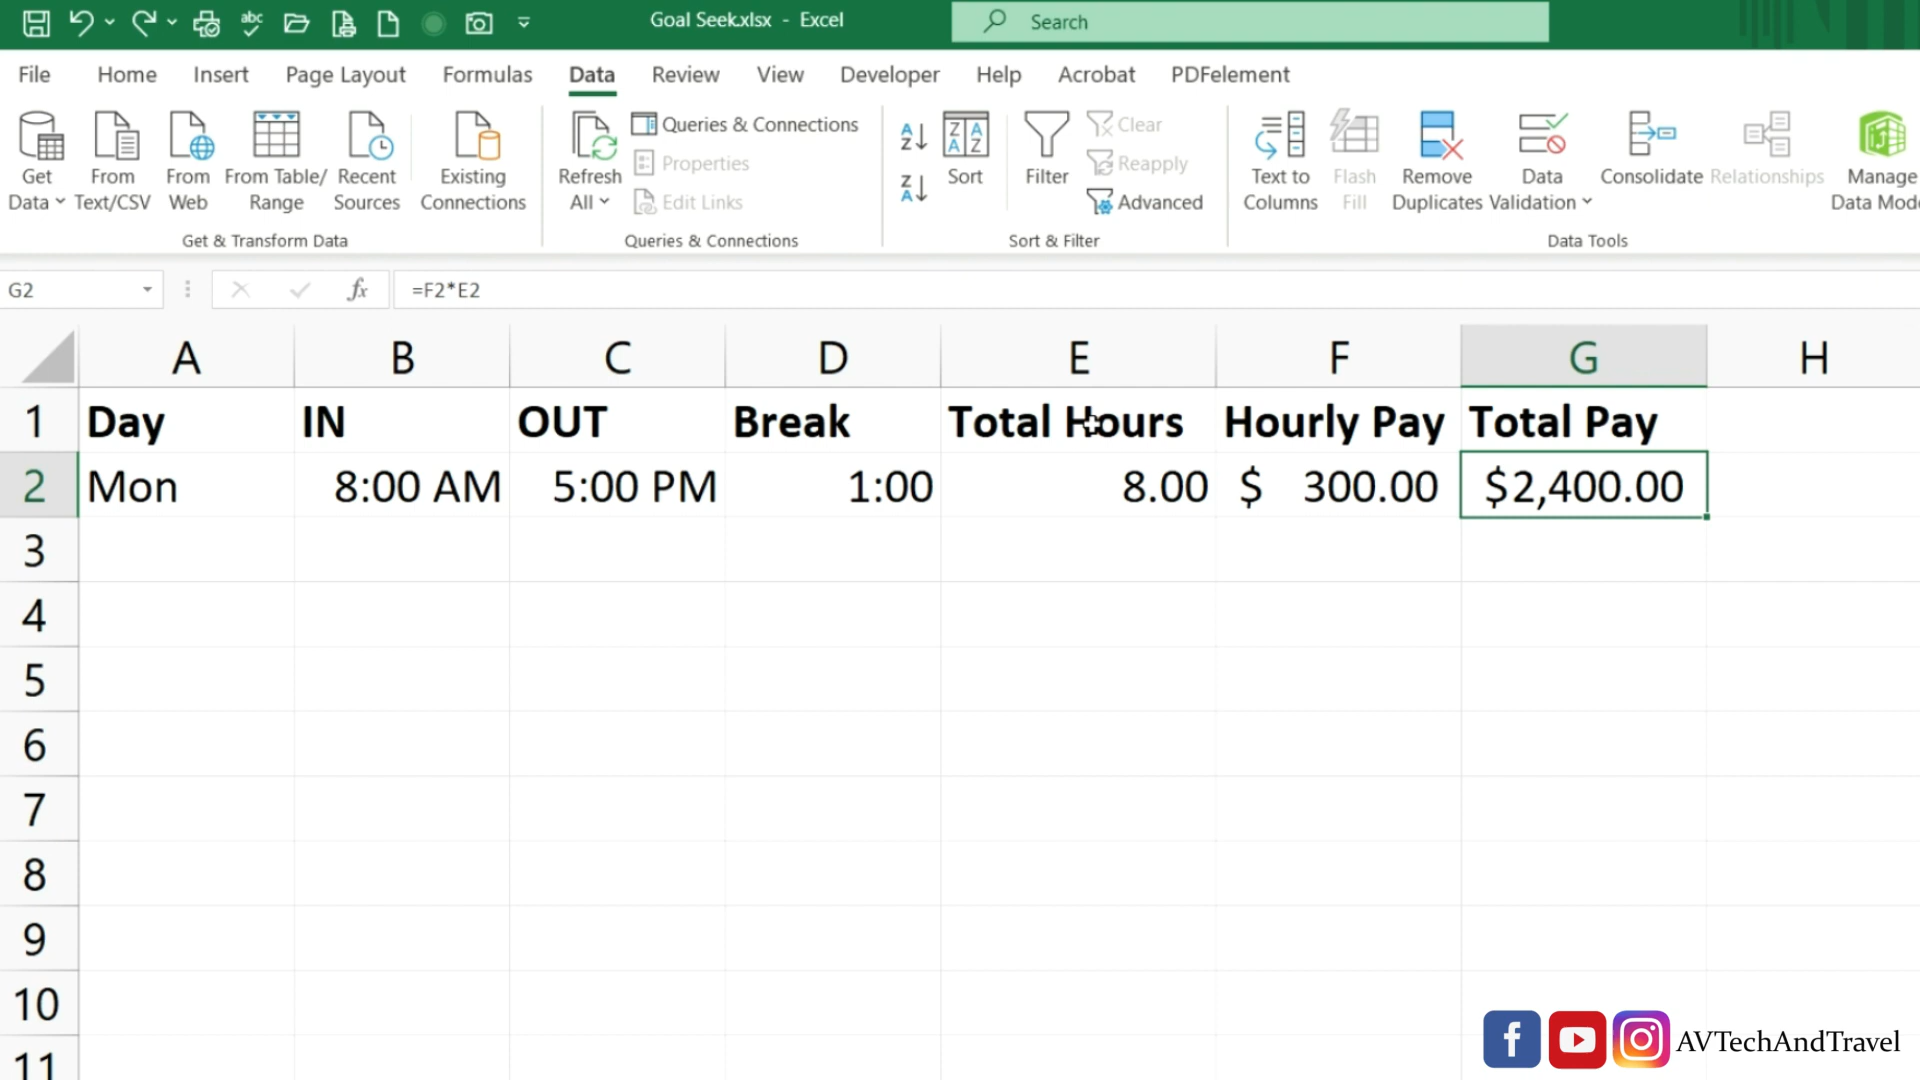 Goal Seek.xlsx - Excel
Search
File Home Insert Page Layout Formulas Data Review View Developer Help Acrobat PDFelement
Get Data
From Text/CSV
From Web
From Table/ Range
Recent Sources
Existing Connections
Get & Transform Data
Refresh All
Queries & Connections
Properties
Edit Links
Queries & Connections
Sort
Filter
Clear
Reapply
Advanced
Sort & Filter
Text to Columns
Flash Fill
Remove Duplicates
Data Validation
Consolidate
Relationships
Manage
Data Mode
Data Tools
G2 fx =F2*E2
A B C D E F G H
1 Day IN OUT Break Total Hours Hourly Pay Total Pay
2 Mon 8:00 AM 5:00 PM 1:00 8.00 $ 300.00 $2,400.00
3
4
5
6
7
8
9
10
11
AVTechAndTravel